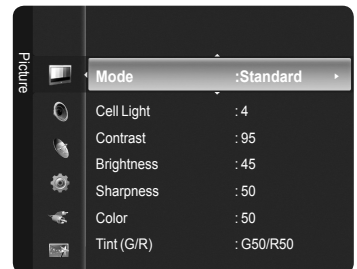 Picture
Mode :Standard
Cell Light : 4
Contrast : 95
Brightness : 45
Sharpness : 50
Color : 50
Tint (G/R) : G50/R50